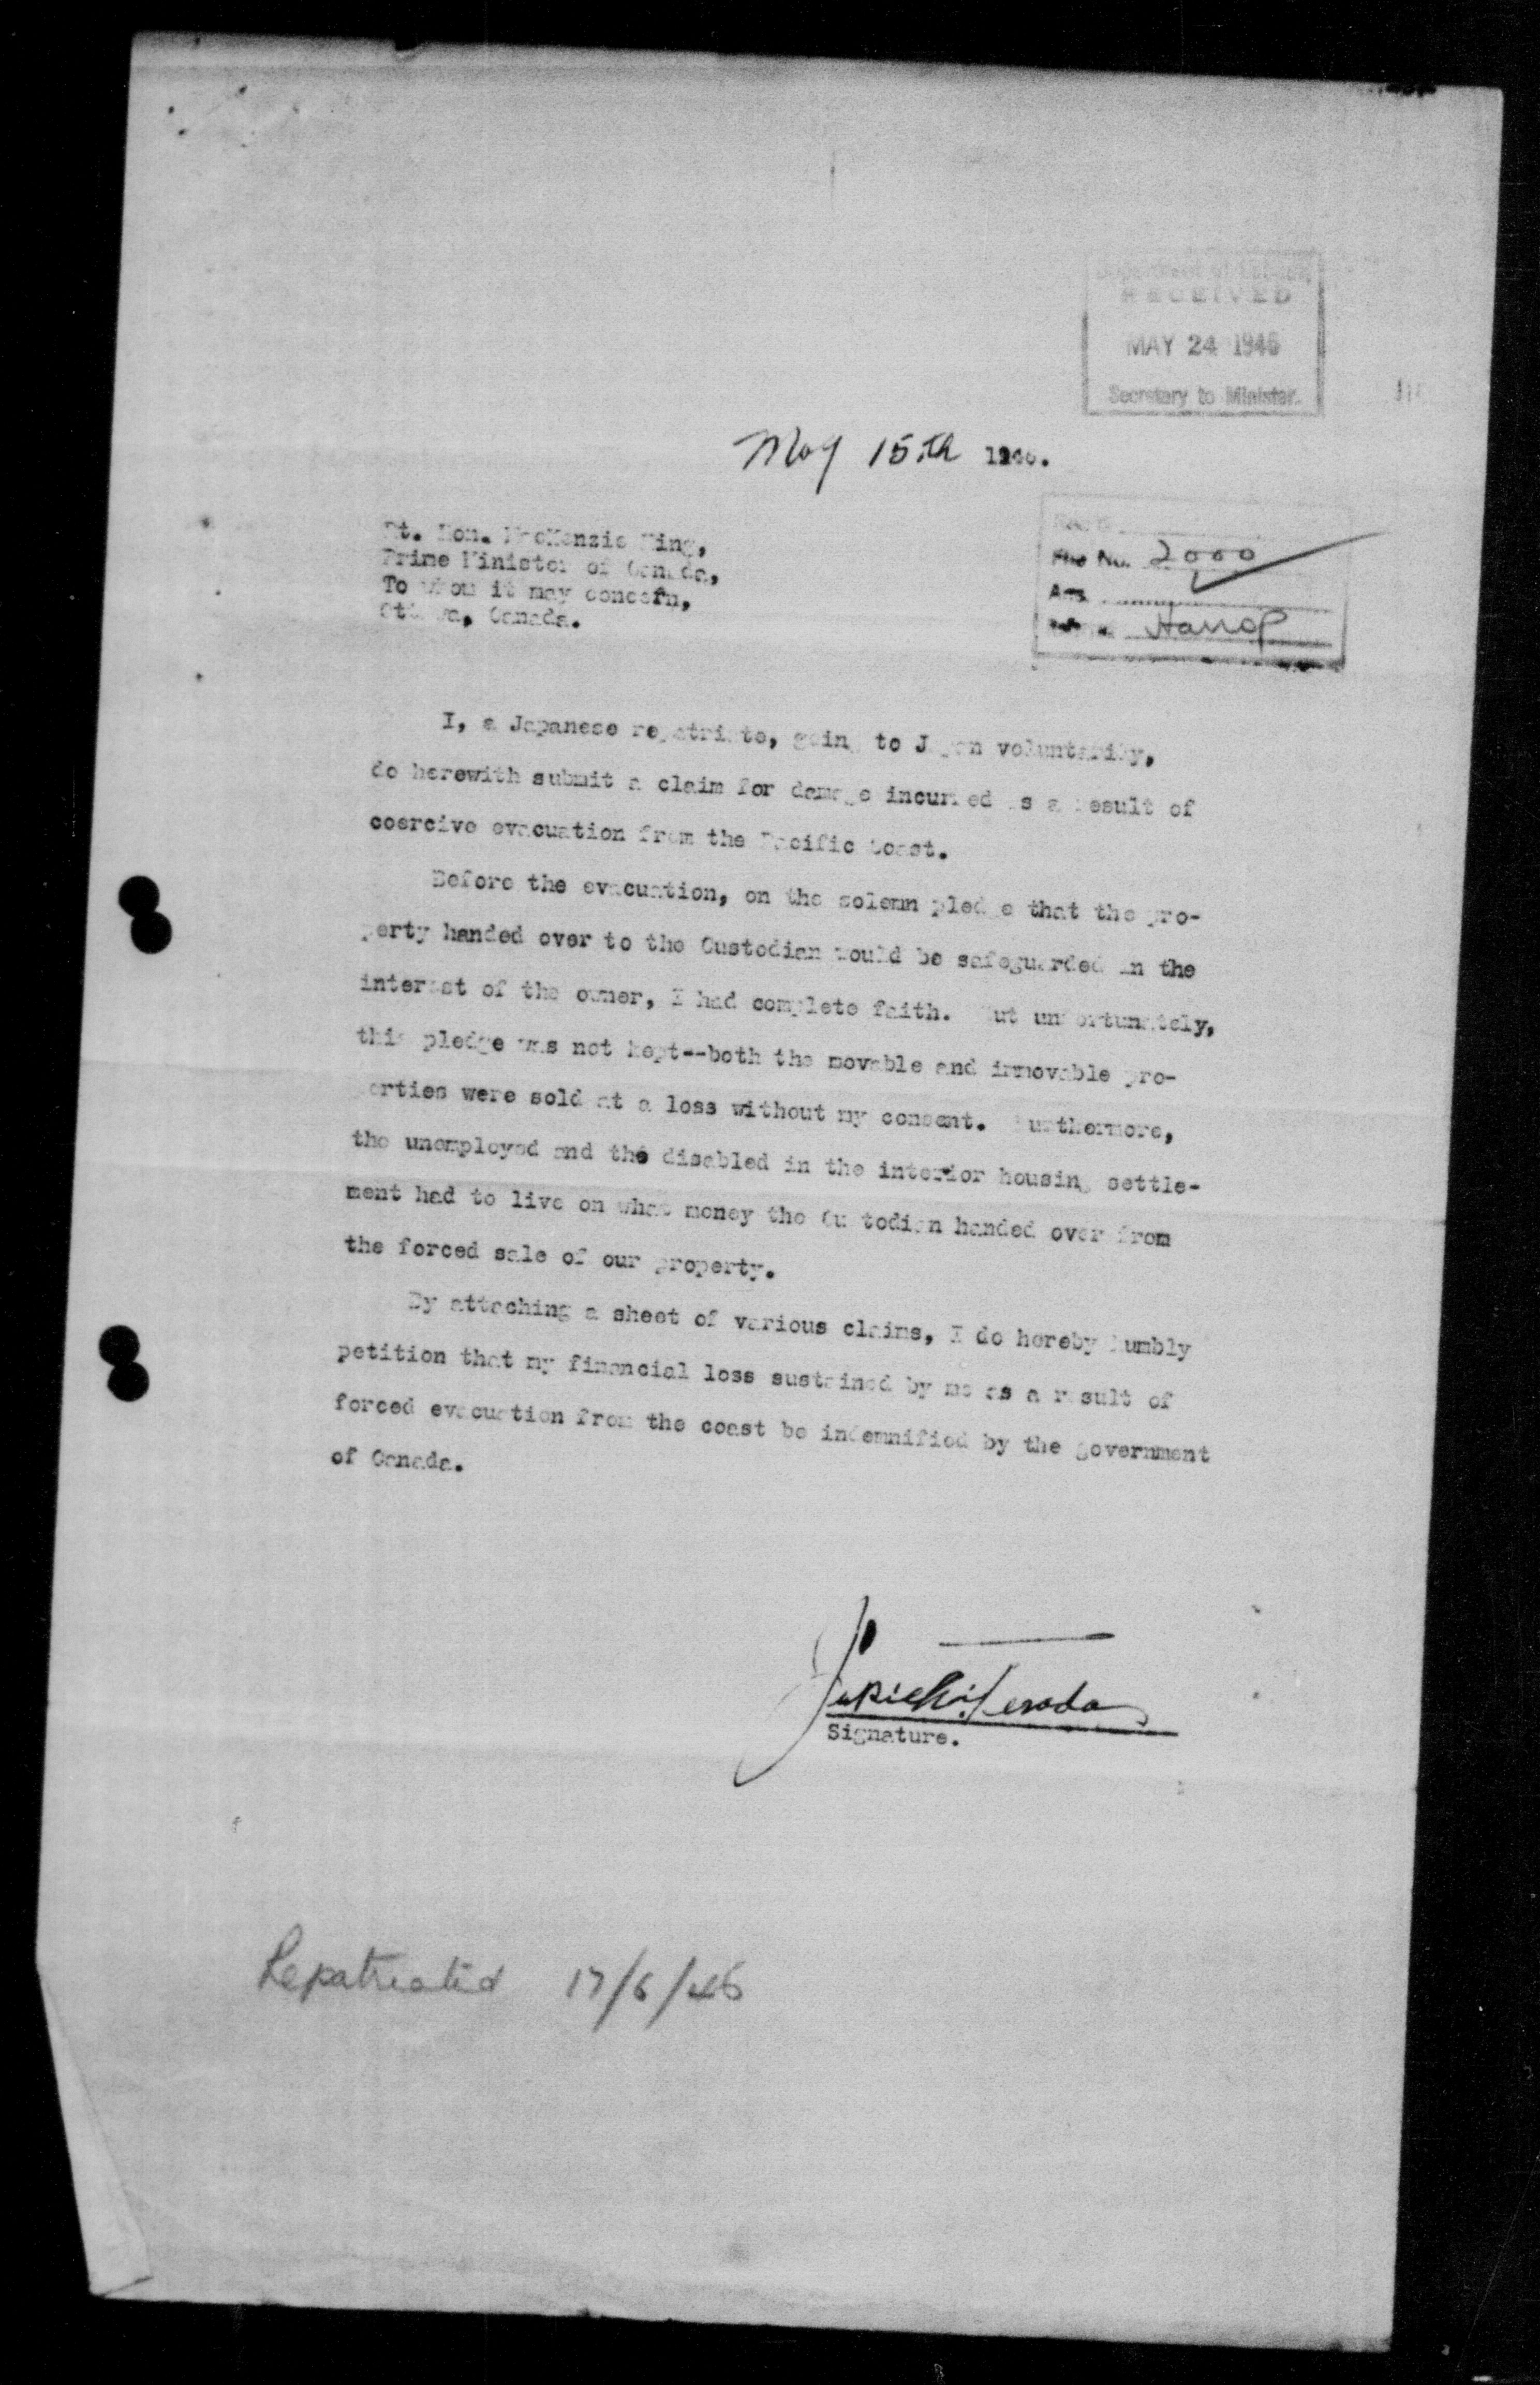 Department of Labour
RECEIVED
MAY 24 1946
Secretary to Minister.
May 15th 1946.
Rt. Hon. MacKenzie King,
Prime Minister of Canada,
To whom it may concern,
Ottawa, Canada.
File No. 2000
I, a Japanese repatriate, going to Japan voluntarily,
do herewith submit a claim for damage incurred as a result of
coercive evacuation from the Pacific Coast.
Before the evacuation, on the solemn pledge that the pro-
perty handed over to the Custodian would be safeguarded in the
interest of the owner, I had complete faith. But unfortunately,
this pledge was not kept--both the movable and immovable pro-
perties were sold at a loss without my consent. Furthermore,
the unemployed and the disabled in the interior housing settle-
ment had to live on what money the Custodian handed over from
the forced sale of our property.
By attaching a sheet of various claims, I do hereby humbly
petition that my financial loss sustained by me as a result of
forced evacuation from the coast be indemnified by the government
of Canada.
Terada
Signature.
Repatriated 17/6/46